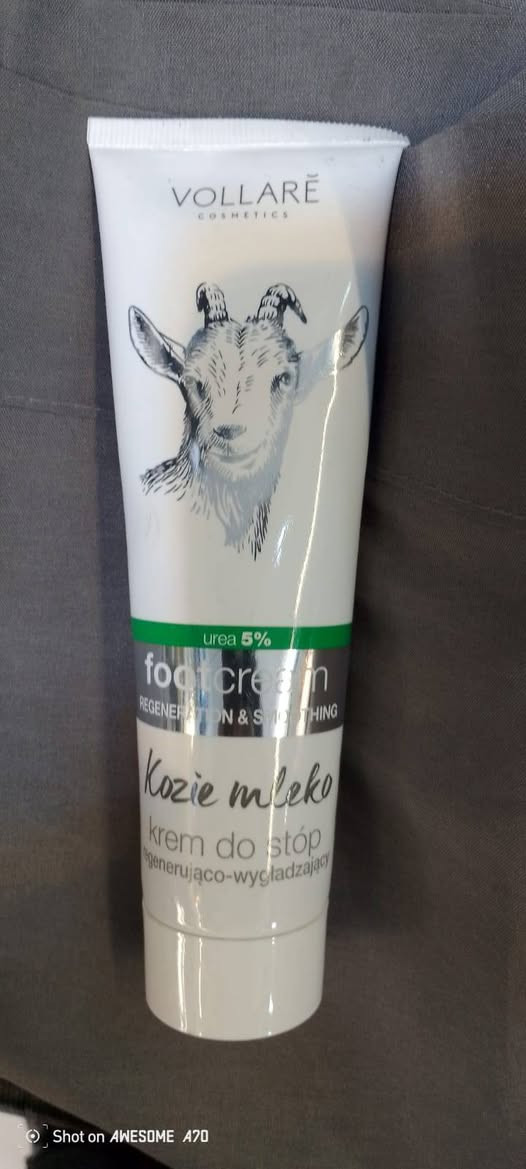 VOLLARĒ
COSMETICS
urea 5%
footcream
REGENERATION & SMOOTHING
Kozie mleko
krem do stóp
regenerująco-wygładzający
Shot on AWESOME A70